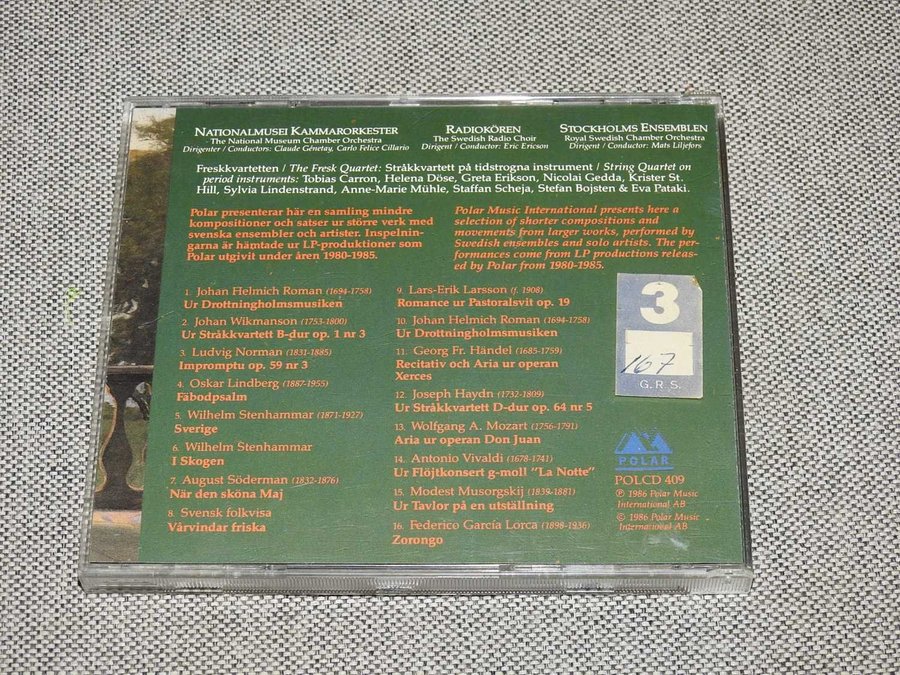 NATIONALMUSEI KAMMARORKESTER
The National Museum Chamber Orchestra
Dirigenter / Conductors: Claude Génetay, Carlo Felice Cillario
RADIOKÖREN
The Swedish Radio Choir
Dirigent / Conductor: Eric Ericson
STOCKHOLMS ENSEMBLEN
Royal Swedish Chamber Orchestra
Dirigent / Conductor: Mats Liljefors
Freskkvartetten / The Fresk Quartet: Stråkkvartett på tidstrogna instrument / String Quartet on
period instruments: Tobias Carron, Helena Döse, Greta Erikson, Nicolai Gedda, Krister St.
Hill, Sylvia Lindenstrand, Anne-Marie Mühle, Staffan Scheja, Stefan Bojsten & Eva Pataki.
Polar presenterar här en samling mindre
kompositioner och satser ur större verk med
svenska ensembler och artister. Inspelnin-
garna är hämtade ur LP-produktioner som
Polar utgivit under åren 1980-1985.
Polar Music International presents here a
selection of shorter compositions and
movements from larger works, performed by
Swedish ensembles and solo artists. The per-
formances come from LP productions releas-
ed by Polar from 1980-1985.
1. Johan Helmich Roman (1694-1758)
Ur Drottningholmsmusiken
2. Johan Wikmanson (1753-1800)
Ur Stråkkvartett B-dur op. 1 nr 3
3. Ludvig Norman (1831-1885)
Impromptu op. 59 nr 3
4. Oskar Lindberg (1887-1955)
Fäbodpsalm
5. Wilhelm Stenhammar (1871-1927)
Sverige
6. Wilhelm Stenhammar
I Skogen
7. August Söderman (1832-1876)
När den sköna Maj
8. Svensk folkvisa
Vårvindar friska
9. Lars-Erik Larsson (f. 1908)
Romance ur Pastoralsvit op. 19
10. Johan Helmich Roman (1694-1758)
Ur Drottningholmsmusiken
11. Georg Fr. Händel (1685-1759)
Recitativ och Aria ur operan
Xerces
12. Joseph Haydn (1732-1809)
Ur Stråkkvartett D-dur op. 64 nr 5
13. Wolfgang A. Mozart (1756-1791)
Aria ur operan Don Juan
14. Antonio Vivaldi (1678-1741)
Ur Flöjtkonsert g-moll "La Notte"
15. Modest Musorgskij (1839-1881)
Ur Tavlor på en utställning
16. Federico García Lorca (1898-1936)
Zorongo
3
167
G.R.S.
POLAR
POLCD 409
℗ 1986 Polar Music
International AB
© 1986 Polar Music
International AB